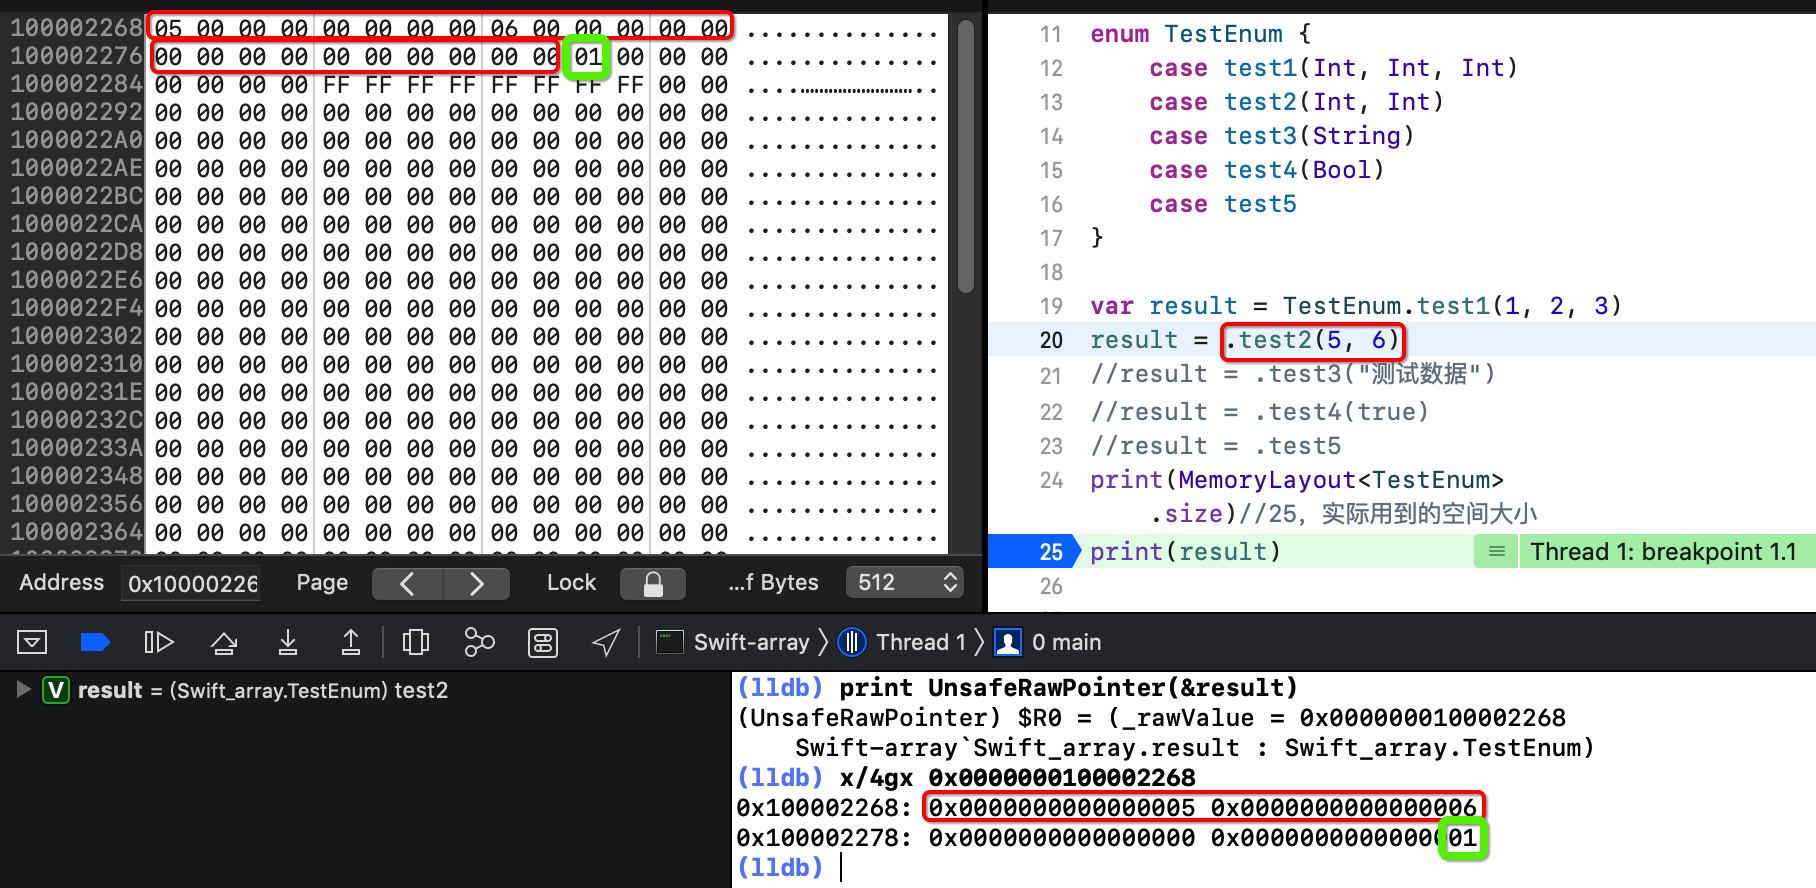 100002268 05 00 00 00 00 00 00 00 06 00 00 00 00 00 ..............
100002276 00 00 00 00 00 00 00 00 00 00 01 00 00 00 ..............
100002284 00 00 00 00 FF FF FF FF FF FF FF FF 00 00 ..............
100002292 00 00 00 00 00 00 00 00 00 00 00 00 00 00 ..............
1000022A0 00 00 00 00 00 00 00 00 00 00 00 00 00 00 ..............
1000022AE 00 00 00 00 00 00 00 00 00 00 00 00 00 00 ..............
1000022BC 00 00 00 00 00 00 00 00 00 00 00 00 00 00 ..............
1000022CA 00 00 00 00 00 00 00 00 00 00 00 00 00 00 ..............
1000022D8 00 00 00 00 00 00 00 00 00 00 00 00 00 00 ..............
1000022E6 00 00 00 00 00 00 00 00 00 00 00 00 00 00 ..............
1000022F4 00 00 00 00 00 00 00 00 00 00 00 00 00 00 ..............
100002302 00 00 00 00 00 00 00 00 00 00 00 00 00 00 ..............
100002310 00 00 00 00 00 00 00 00 00 00 00 00 00 00 ..............
10000231E 00 00 00 00 00 00 00 00 00 00 00 00 00 00 ..............
10000232C 00 00 00 00 00 00 00 00 00 00 00 00 00 00 ..............
10000233A 00 00 00 00 00 00 00 00 00 00 00 00 00 00 ..............
100002348 00 00 00 00 00 00 00 00 00 00 00 00 00 00 ..............
100002356 00 00 00 00 00 00 00 00 00 00 00 00 00 00 ..............
100002364 00 00 00 00 00 00 00 00 00 00 00 00 00 00 ..............
Address 0x10000226 Page Lock ...f Bytes 512
11 enum TestEnum {
12 case test1(Int, Int, Int)
13 case test2(Int, Int)
14 case test3(String)
15 case test4(Bool)
16 case test5
17 }
18
19 var result = TestEnum.test1(1, 2, 3)
20 result = .test2(5, 6)
21 //result = .test3("测试数据")
22 //result = .test4(true)
23 //result = .test5
24 print(MemoryLayout<TestEnum>
.size)//25，实际用到的空间大小
25 print(result) Thread 1: breakpoint 1.1
26
Swift-array Thread 1 0 main
V result = (Swift_array.TestEnum) test2
(lldb) print UnsafeRawPointer(&result)
(UnsafeRawPointer) $R0 = (_rawValue = 0x0000000100002268
Swift-array`Swift_array.result : Swift_array.TestEnum)
(lldb) x/4gx 0x0000000100002268
0x100002268: 0x0000000000000005 0x0000000000000006
0x100002278: 0x0000000000000000 0x0000000000000001
(lldb)